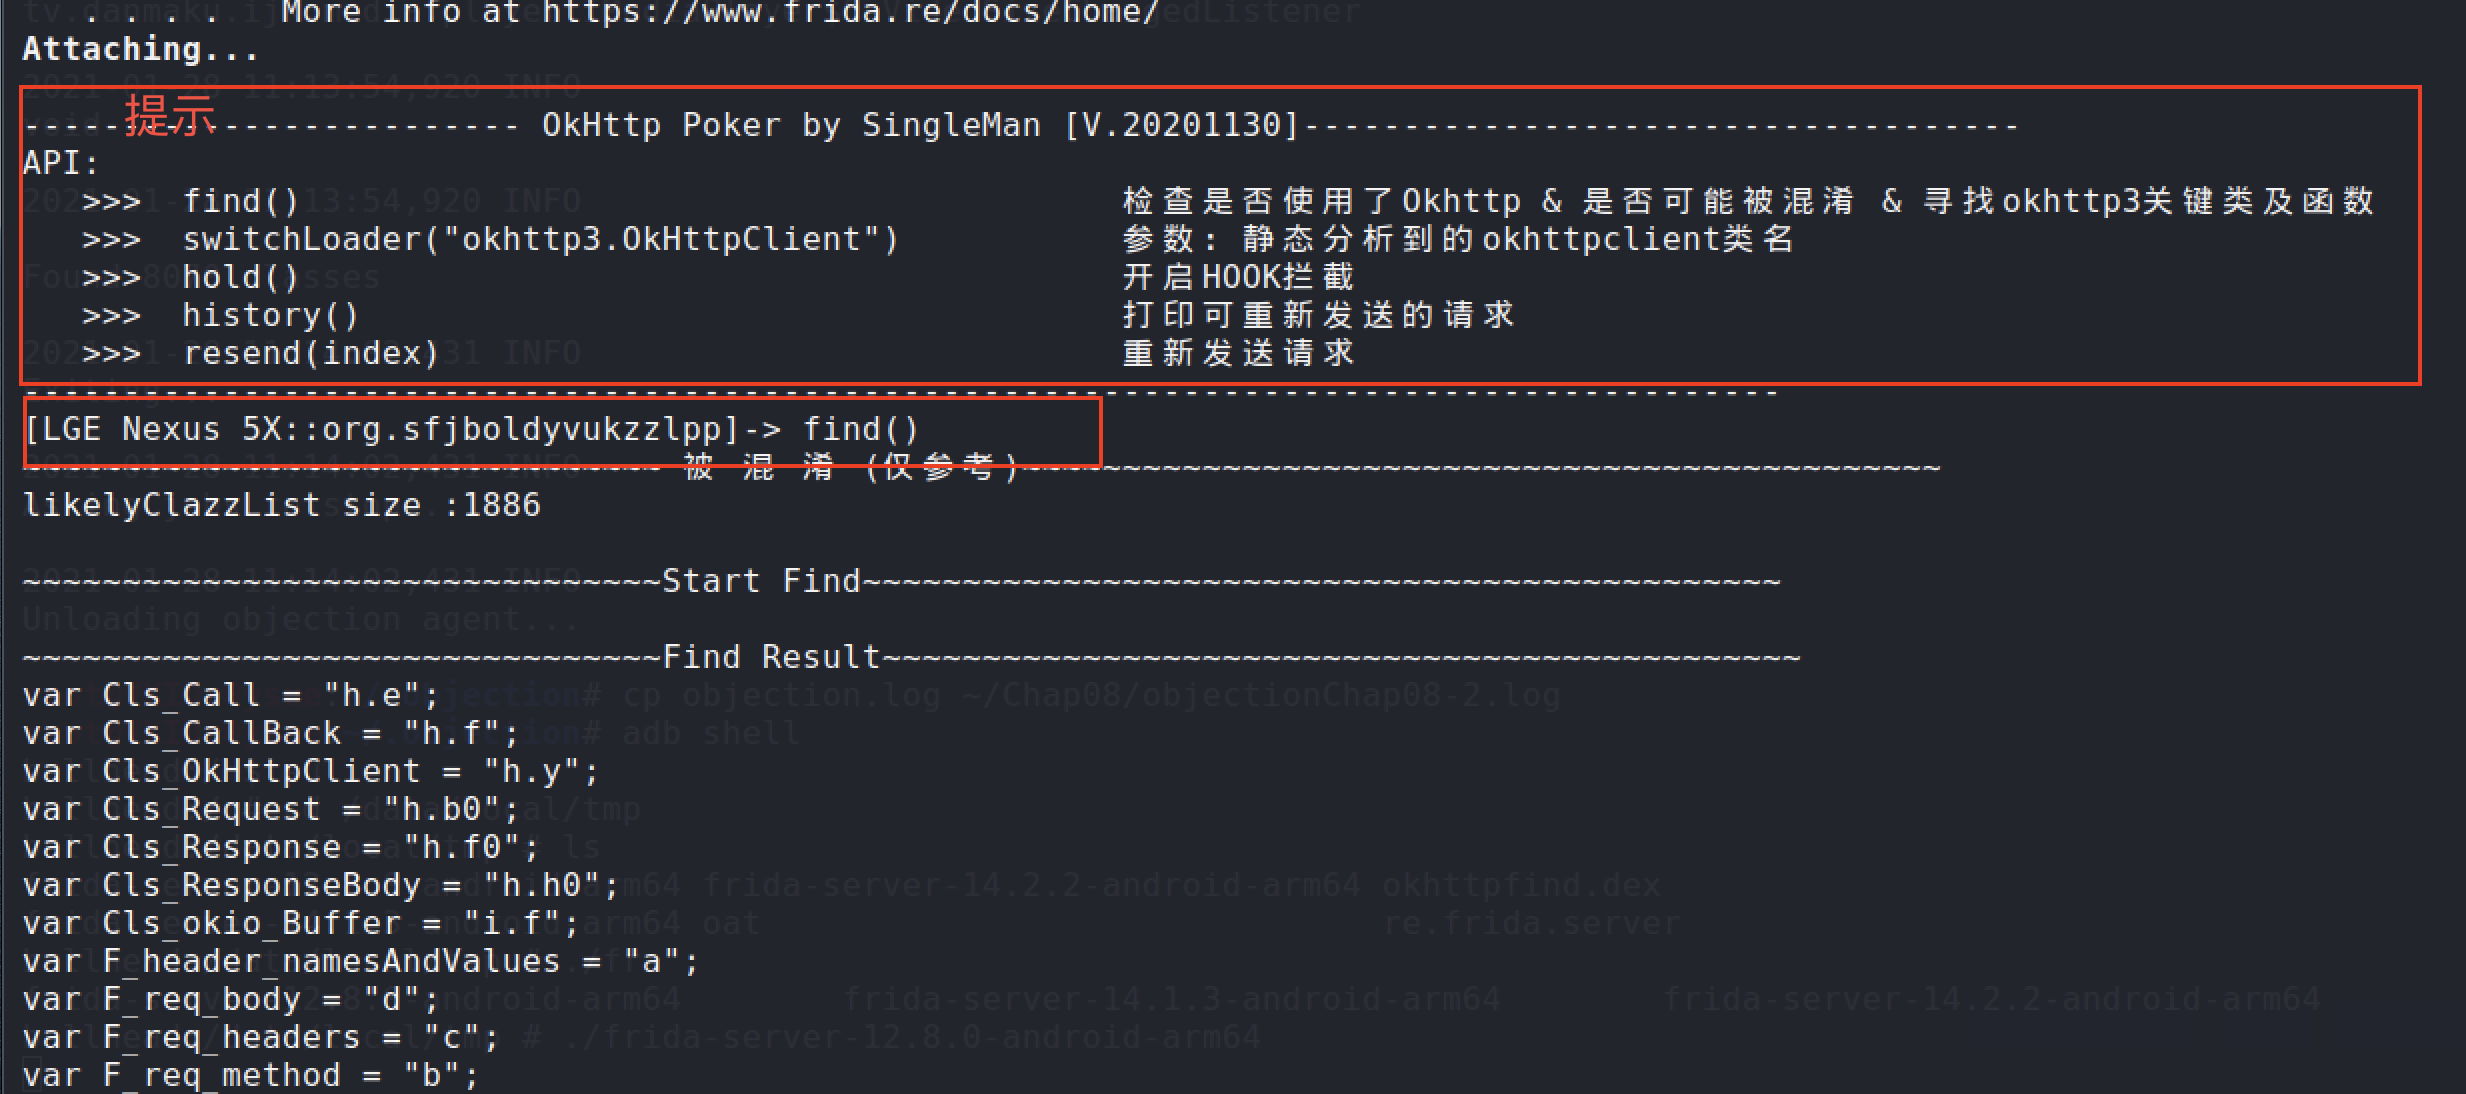 . . . .   More info at https://www.frida.re/docs/home/
Attaching...
提示
------------------------- OkHttp Poker by SingleMan [V.20201130]------------------------------------
API:
   >>>  find()                                         检查是否使用了Okhttp & 是否可能被混淆 & 寻找okhttp3关键类及函数
   >>>  switchLoader("okhttp3.OkHttpClient")           参数: 静态分析到的okhttpclient类名
   >>>  hold()                                         开启HOOK拦截
   >>>  history()                                      打印可重新发送的请求
   >>>  resend(index)                                  重新发送请求
----------------------------------------------------------------------------------------
[LGE Nexus 5X::org.sfjboldyvukzzlpp]-> find()
~~~~~~~~~~~~~~~~~~~~~~~~~~~~~~~~ 被 混 淆 (仅参考)~~~~~~~~~~~~~~~~~~~~~~~~~~~~~~~~~~~~~~~~~~~~~~
likelyClazzList size :1886
~~~~~~~~~~~~~~~~~~~~~~~~~~~~~~~~Start Find~~~~~~~~~~~~~~~~~~~~~~~~~~~~~~~~~~~~~~~~~~~~~~
Unloading objection agent...
~~~~~~~~~~~~~~~~~~~~~~~~~~~~~~~~Find Result~~~~~~~~~~~~~~~~~~~~~~~~~~~~~~~~~~~~~~~~~~~~~~
var Cls_Call = "h.e";
var Cls_CallBack = "h.f";
var Cls_OkHttpClient = "h.y";
var Cls_Request = "h.b0";
var Cls_Response = "h.f0";
var Cls_ResponseBody = "h.h0";
var Cls_okio_Buffer = "i.f";
var F_header_namesAndValues = "a";
var F_req_body = "d";
var F_req_headers = "c";
var F_req_method = "b";